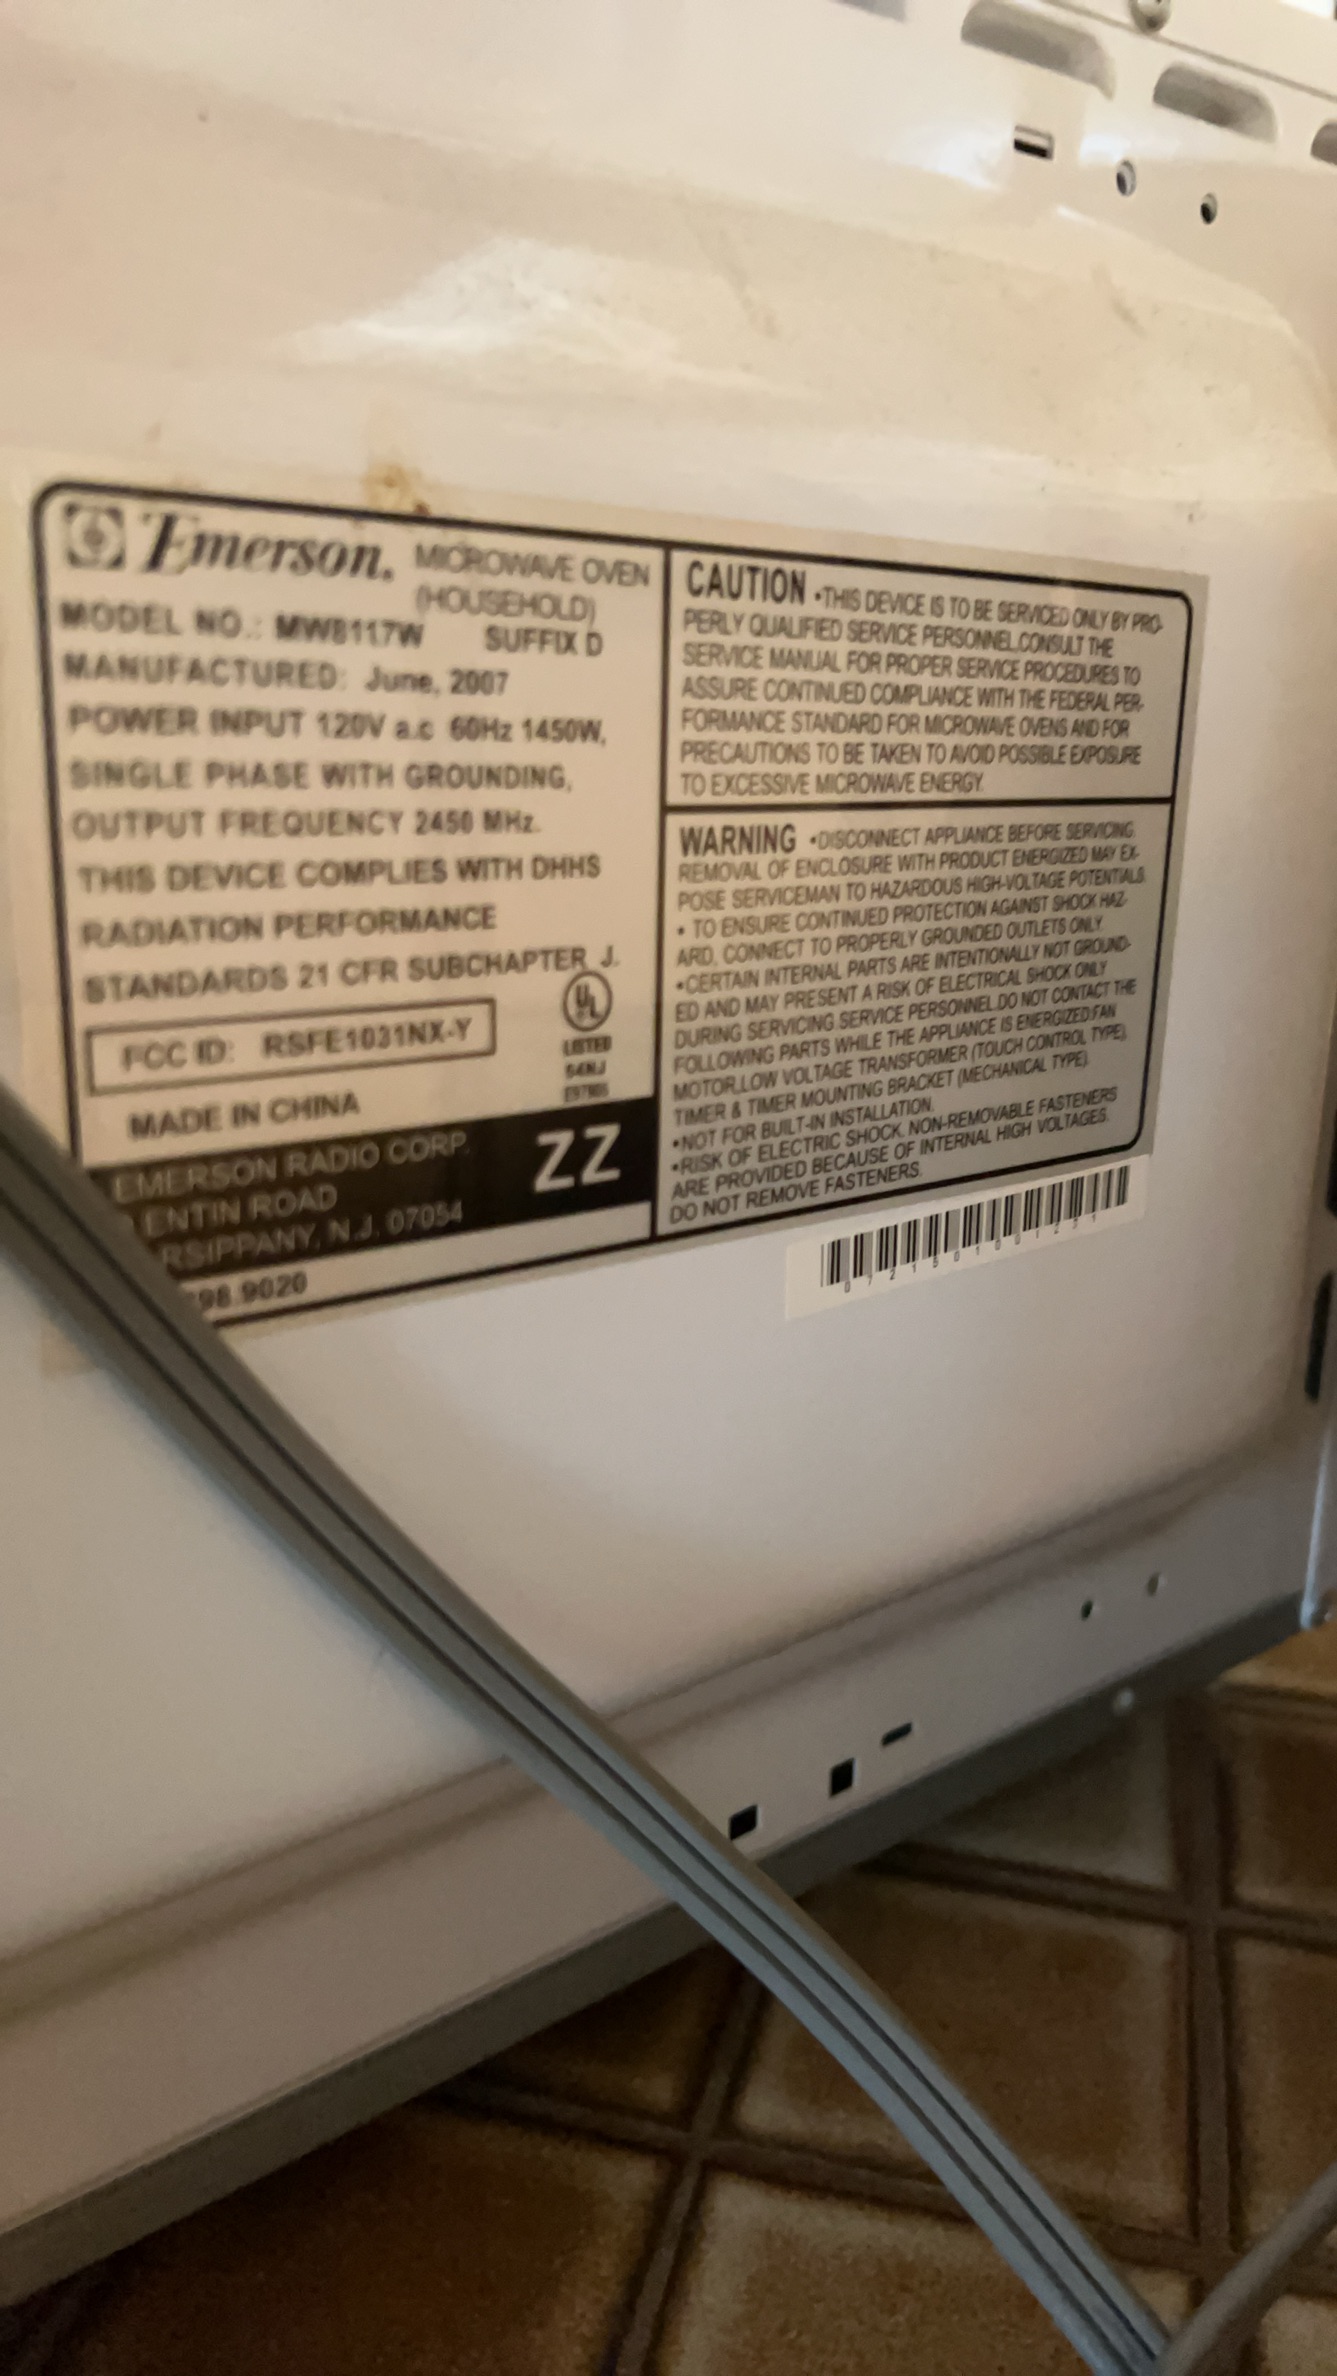 Emerson. MICROWAVE OVEN
(HOUSEHOLD)
MODEL NO.: MW8117W SUFFIX D
MANUFACTURED: June, 2007
POWER INPUT 120V a.c 60Hz 1450W,
SINGLE PHASE WITH GROUNDING,
OUTPUT FREQUENCY 2450 MHz.
THIS DEVICE COMPLIES WITH DHHS
RADIATION PERFORMANCE
STANDARDS 21 CFR SUBCHAPTER J.
FCC ID: RSFE1031NX-Y
UL
LISTED
MADE IN CHINA
EMERSON RADIO CORP.
ENTIN ROAD
RSIPPANY, N.J. 07054
98.9020
ZZ
CAUTION •THIS DEVICE IS TO BE SERVICED ONLY BY PRO-
PERLY QUALIFIED SERVICE PERSONNEL.CONSULT THE
SERVICE MANUAL FOR PROPER SERVICE PROCEDURES TO
ASSURE CONTINUED COMPLIANCE WITH THE FEDERAL PER-
FORMANCE STANDARD FOR MICROWAVE OVENS AND FOR
PRECAUTIONS TO BE TAKEN TO AVOID POSSIBLE EXPOSURE
TO EXCESSIVE MICROWAVE ENERGY.
WARNING •DISCONNECT APPLIANCE BEFORE SERVICING.
REMOVAL OF ENCLOSURE WITH PRODUCT ENERGIZED MAY EX-
POSE SERVICEMAN TO HAZARDOUS HIGH-VOLTAGE POTENTIALS.
• TO ENSURE CONTINUED PROTECTION AGAINST SHOCK HAZ-
ARD, CONNECT TO PROPERLY GROUNDED OUTLETS ONLY.
•CERTAIN INTERNAL PARTS ARE INTENTIONALLY NOT GROUND-
ED AND MAY PRESENT A RISK OF ELECTRICAL SHOCK ONLY
DURING SERVICING.SERVICE PERSONNEL.DO NOT CONTACT THE
FOLLOWING PARTS WHILE THE APPLIANCE IS ENERGIZED:FAN
MOTOR,LOW VOLTAGE TRANSFORMER (TOUCH CONTROL TYPE),
TIMER & TIMER MOUNTING BRACKET (MECHANICAL TYPE).
•NOT FOR BUILT-IN INSTALLATION.
•RISK OF ELECTRIC SHOCK. NON-REMOVABLE FASTENERS
ARE PROVIDED BECAUSE OF INTERNAL HIGH VOLTAGES.
DO NOT REMOVE FASTENERS.